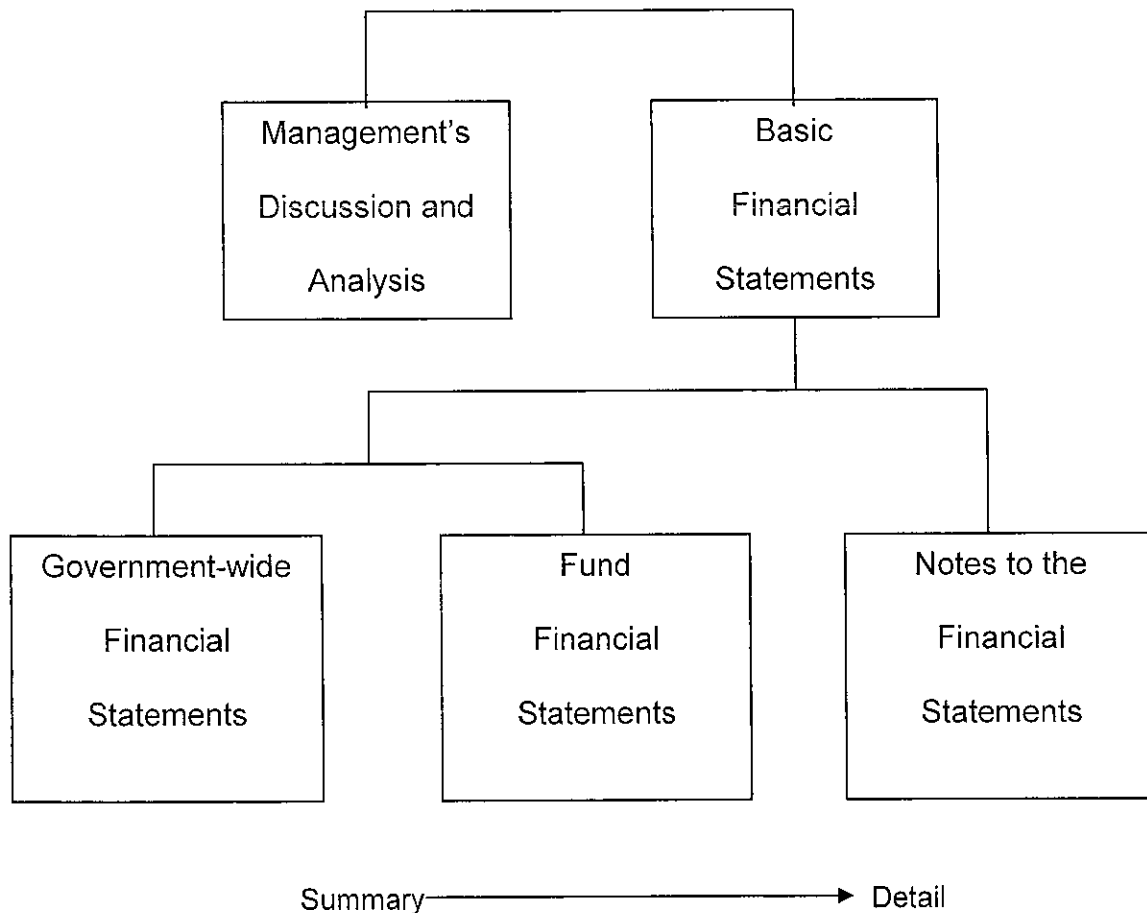 Management's
Discussion and
Analysis
Basic
Financial
Statements
Government-wide
Financial
Statements
Fund
Financial
Statements
Notes to the
Financial
Statements
Summary
Detail